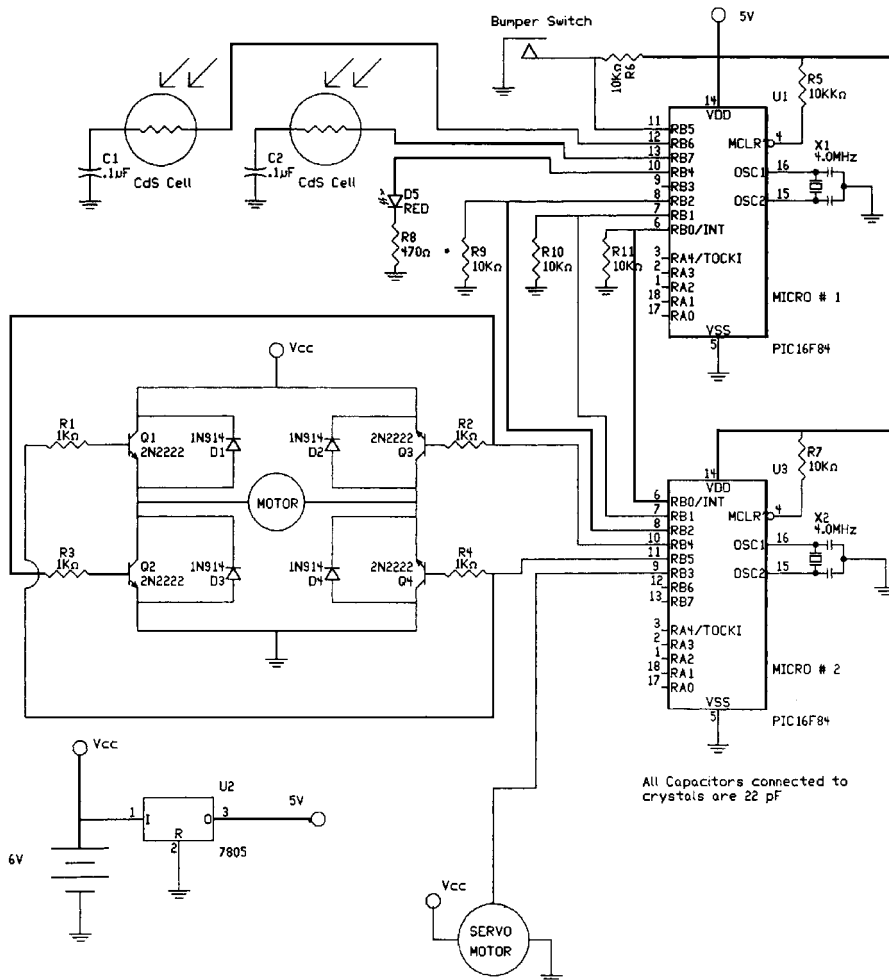 Bumper Switch
5V
10KΩ
R6
R5
10KKΩ
U1
14
VDD
11
RB5
12
RB6
13
RB7
10
RB4
9
RB3
8
RB2
7
RB1
6
RB0/INT
3
RA4/TOCKI
2
RA3
1
RA2
18
RA1
17
RA0
MCLR'
4
OSC1
16
OSC2
15
X1
4.0MHz
VSS
5
MICRO # 1
PIC16F84
C1
.1µF
CdS Cell
C2
.1µF
CdS Cell
D5
RED
R8
470Ω
R9
10KΩ
R10
10KΩ
R11
10KΩ
Vcc
R1
1KΩ
Q1
2N2222
1N914
D1
1N914
D2
2N2222
Q3
R2
1KΩ
MOTOR
R3
1KΩ
Q2
2N2222
1N914
D3
1N914
D4
2N2222
Q4
R4
1KΩ
R7
10KΩ
U3
14
VDD
6
RB0/INT
7
RB1
8
RB2
10
RB4
11
RB5
9
RB3
12
RB6
13
RB7
3
RA4/TOCKI
2
RA3
1
RA2
18
RA1
17
RA0
MCLR'
4
OSC1
16
OSC2
15
X2
4.0MHz
VSS
5
MICRO # 2
PIC16F84
All Capacitors connected to
crystals are 22 pF
Vcc
6V
U2
1
I
O
3
R
2
7805
5V
Vcc
SERVO
MOTOR